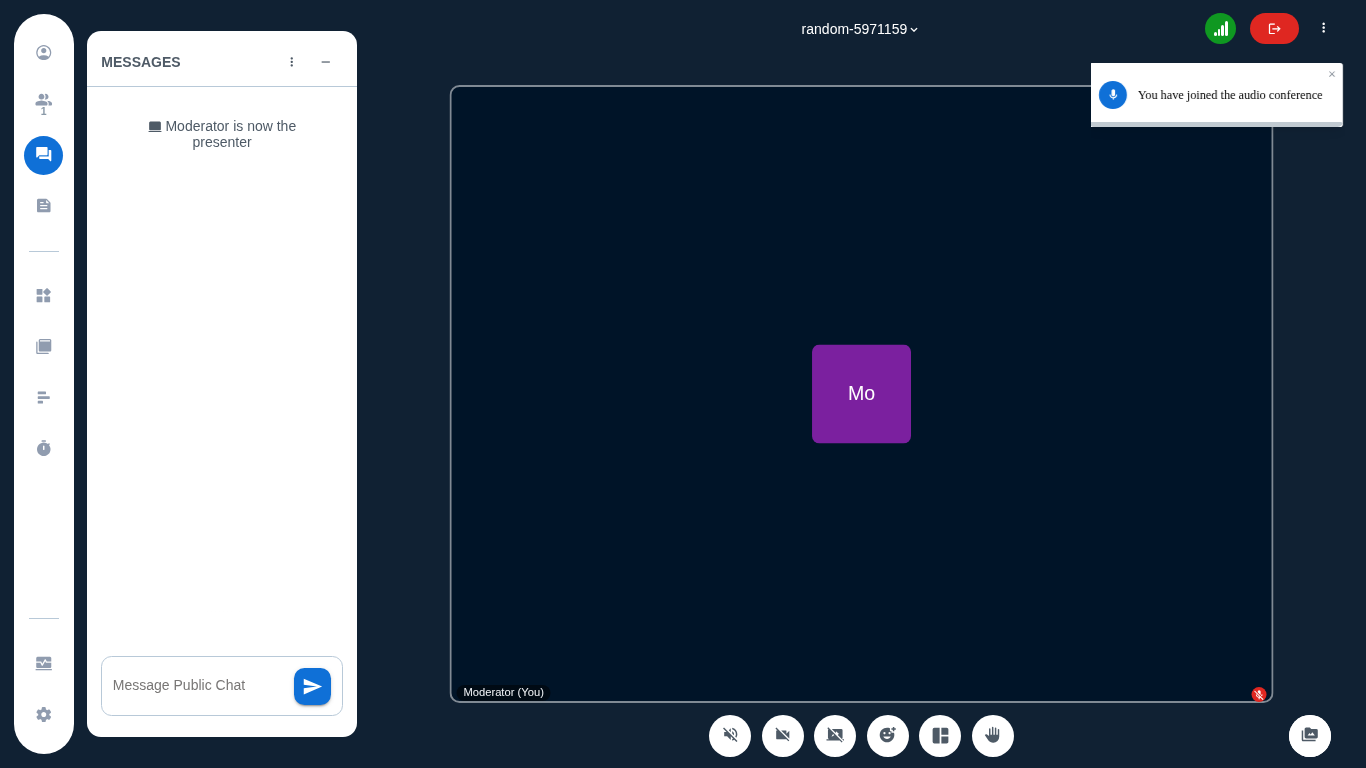 random-5971159
1
MESSAGES
Moderator is now the
presenter
You have joined the audio conference
Mo
Message Public Chat
Moderator (You)